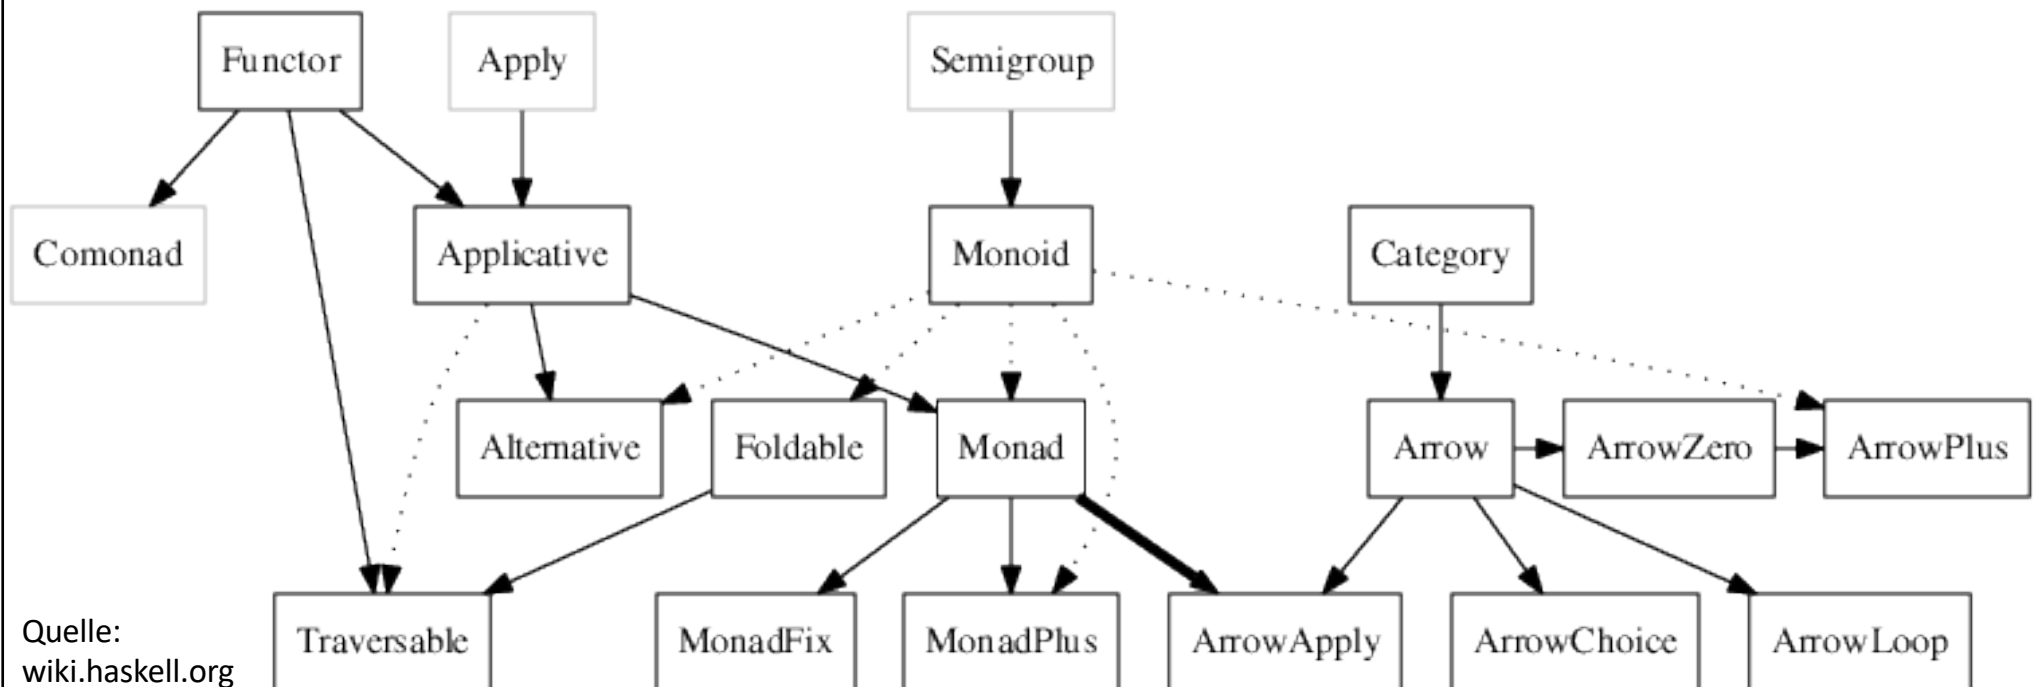 Functor
Apply
Semigroup
Comonad
Applicative
Monoid
Category
Alternative
Foldable
Monad
Arrow
ArrowZero
ArrowPlus
Traversable
MonadFix
MonadPlus
ArrowApply
ArrowChoice
ArrowLoop
Quelle:
wiki.haskell.org